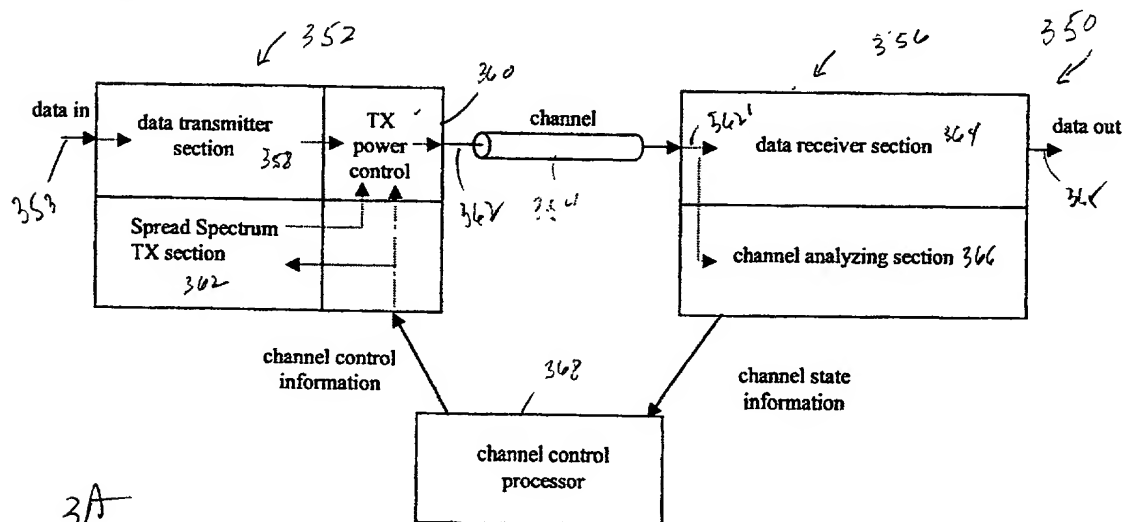 352
356
350
360
data in
data transmitter
section
358
TX
power
control
channel
362'
data receiver section 364
data out
353
Spread Spectrum
TX section
362
channel analyzing section 366
channel control
information
368
channel state
information
channel control
processor
3A